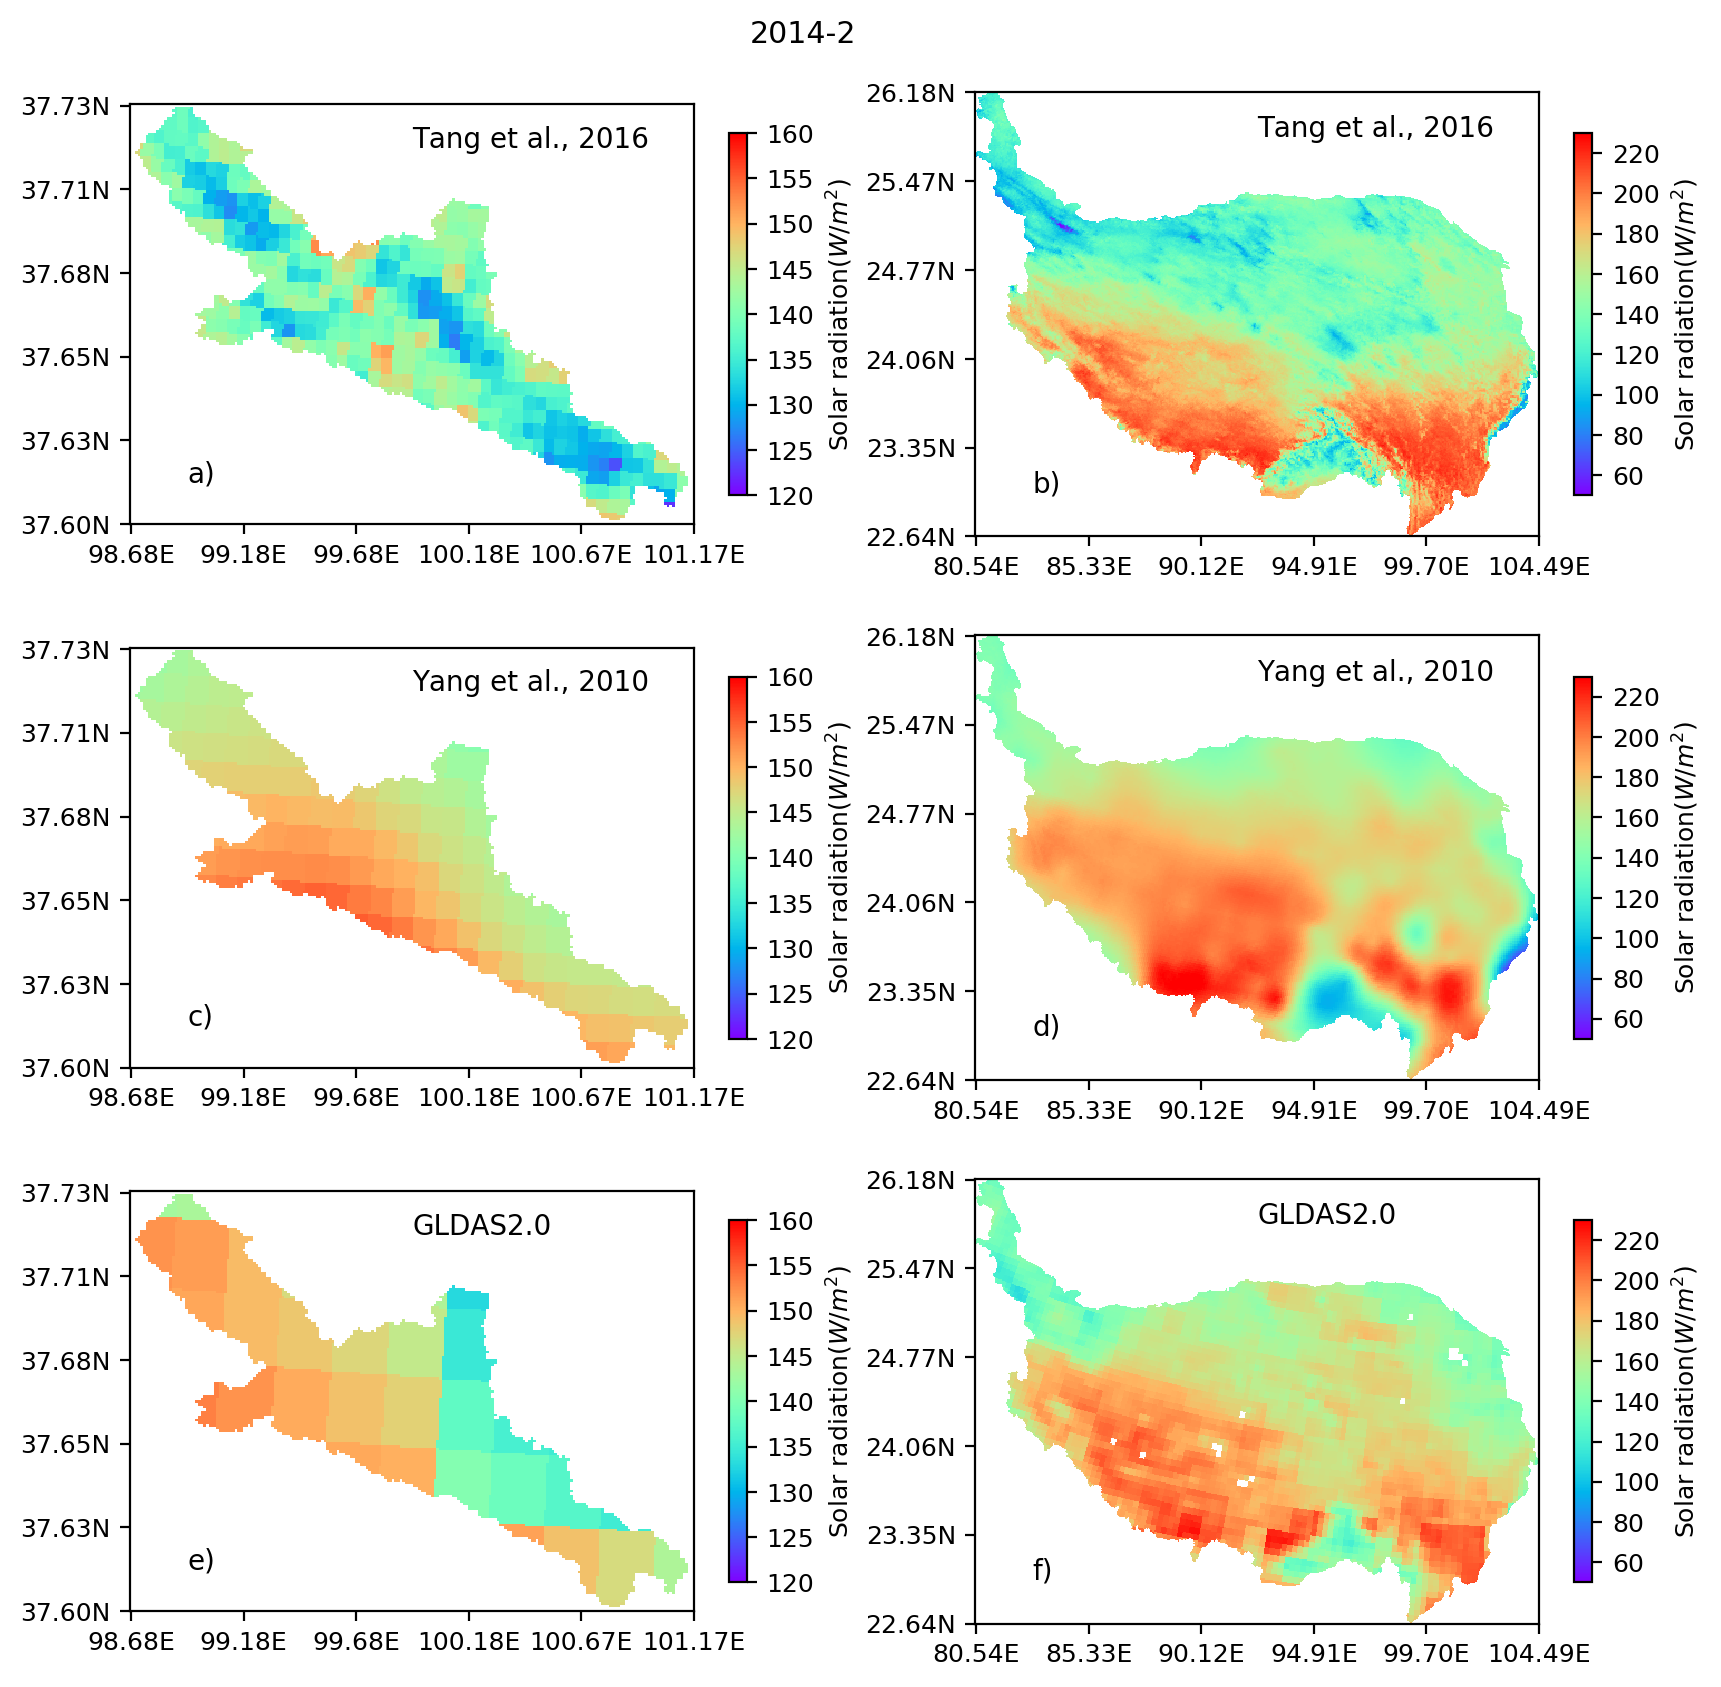 2014-2
37.73N
37.71N
37.68N
37.65N
37.63N
37.60N
98.68E 99.18E 99.68E 100.18E 100.67E 101.17E
Tang et al., 2016
a)
160
155
150
145
140
135
130
125
120
Solar radiation(W/m²)
26.18N
25.47N
24.77N
24.06N
23.35N
22.64N
80.54E 85.33E 90.12E 94.91E 99.70E 104.49E
Tang et al., 2016
b)
220
200
180
160
140
120
100
80
60
Solar radiation(W/m²)
37.73N
37.71N
37.68N
37.65N
37.63N
37.60N
98.68E 99.18E 99.68E 100.18E 100.67E 101.17E
Yang et al., 2010
c)
160
155
150
145
140
135
130
125
120
Solar radiation(W/m²)
26.18N
25.47N
24.77N
24.06N
23.35N
22.64N
80.54E 85.33E 90.12E 94.91E 99.70E 104.49E
Yang et al., 2010
d)
220
200
180
160
140
120
100
80
60
Solar radiation(W/m²)
37.73N
37.71N
37.68N
37.65N
37.63N
37.60N
98.68E 99.18E 99.68E 100.18E 100.67E 101.17E
GLDAS2.0
e)
160
155
150
145
140
135
130
125
120
Solar radiation(W/m²)
26.18N
25.47N
24.77N
24.06N
23.35N
22.64N
80.54E 85.33E 90.12E 94.91E 99.70E 104.49E
GLDAS2.0
f)
220
200
180
160
140
120
100
80
60
Solar radiation(W/m²)